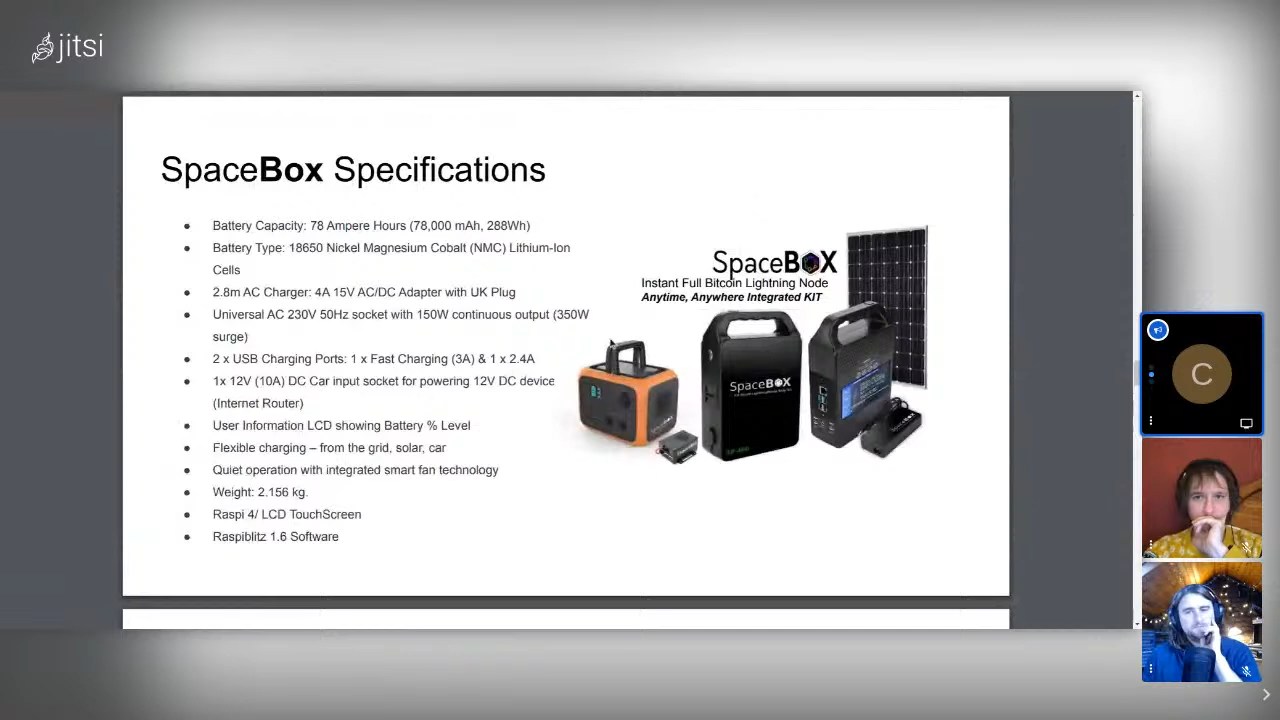 jitsi
SpaceBox Specifications
Battery Capacity: 78 Ampere Hours (78,000 mAh, 288Wh)
Battery Type: 18650 Nickel Magnesium Cobalt (NMC) Lithium-Ion
Cells
2.8m AC Charger: 4A 15V AC/DC Adapter with UK Plug
Universal AC 230V 50Hz socket with 150W continuous output (350W
surge)
2 x USB Charging Ports: 1 x Fast Charging (3A) & 1 x 2.4A
1x 12V (10A) DC Car input socket for powering 12V DC device
(Internet Router)
User Information LCD showing Battery % Level
Flexible charging – from the grid, solar, car
Quiet operation with integrated smart fan technology
Weight: 2.156 kg.
Raspi 4/ LCD TouchScreen
Raspiblitz 1.6 Software
SpaceBOX
Instant Full Bitcoin Lightning Node
Anytime, Anywhere Integrated KIT
SpaceBOX
C